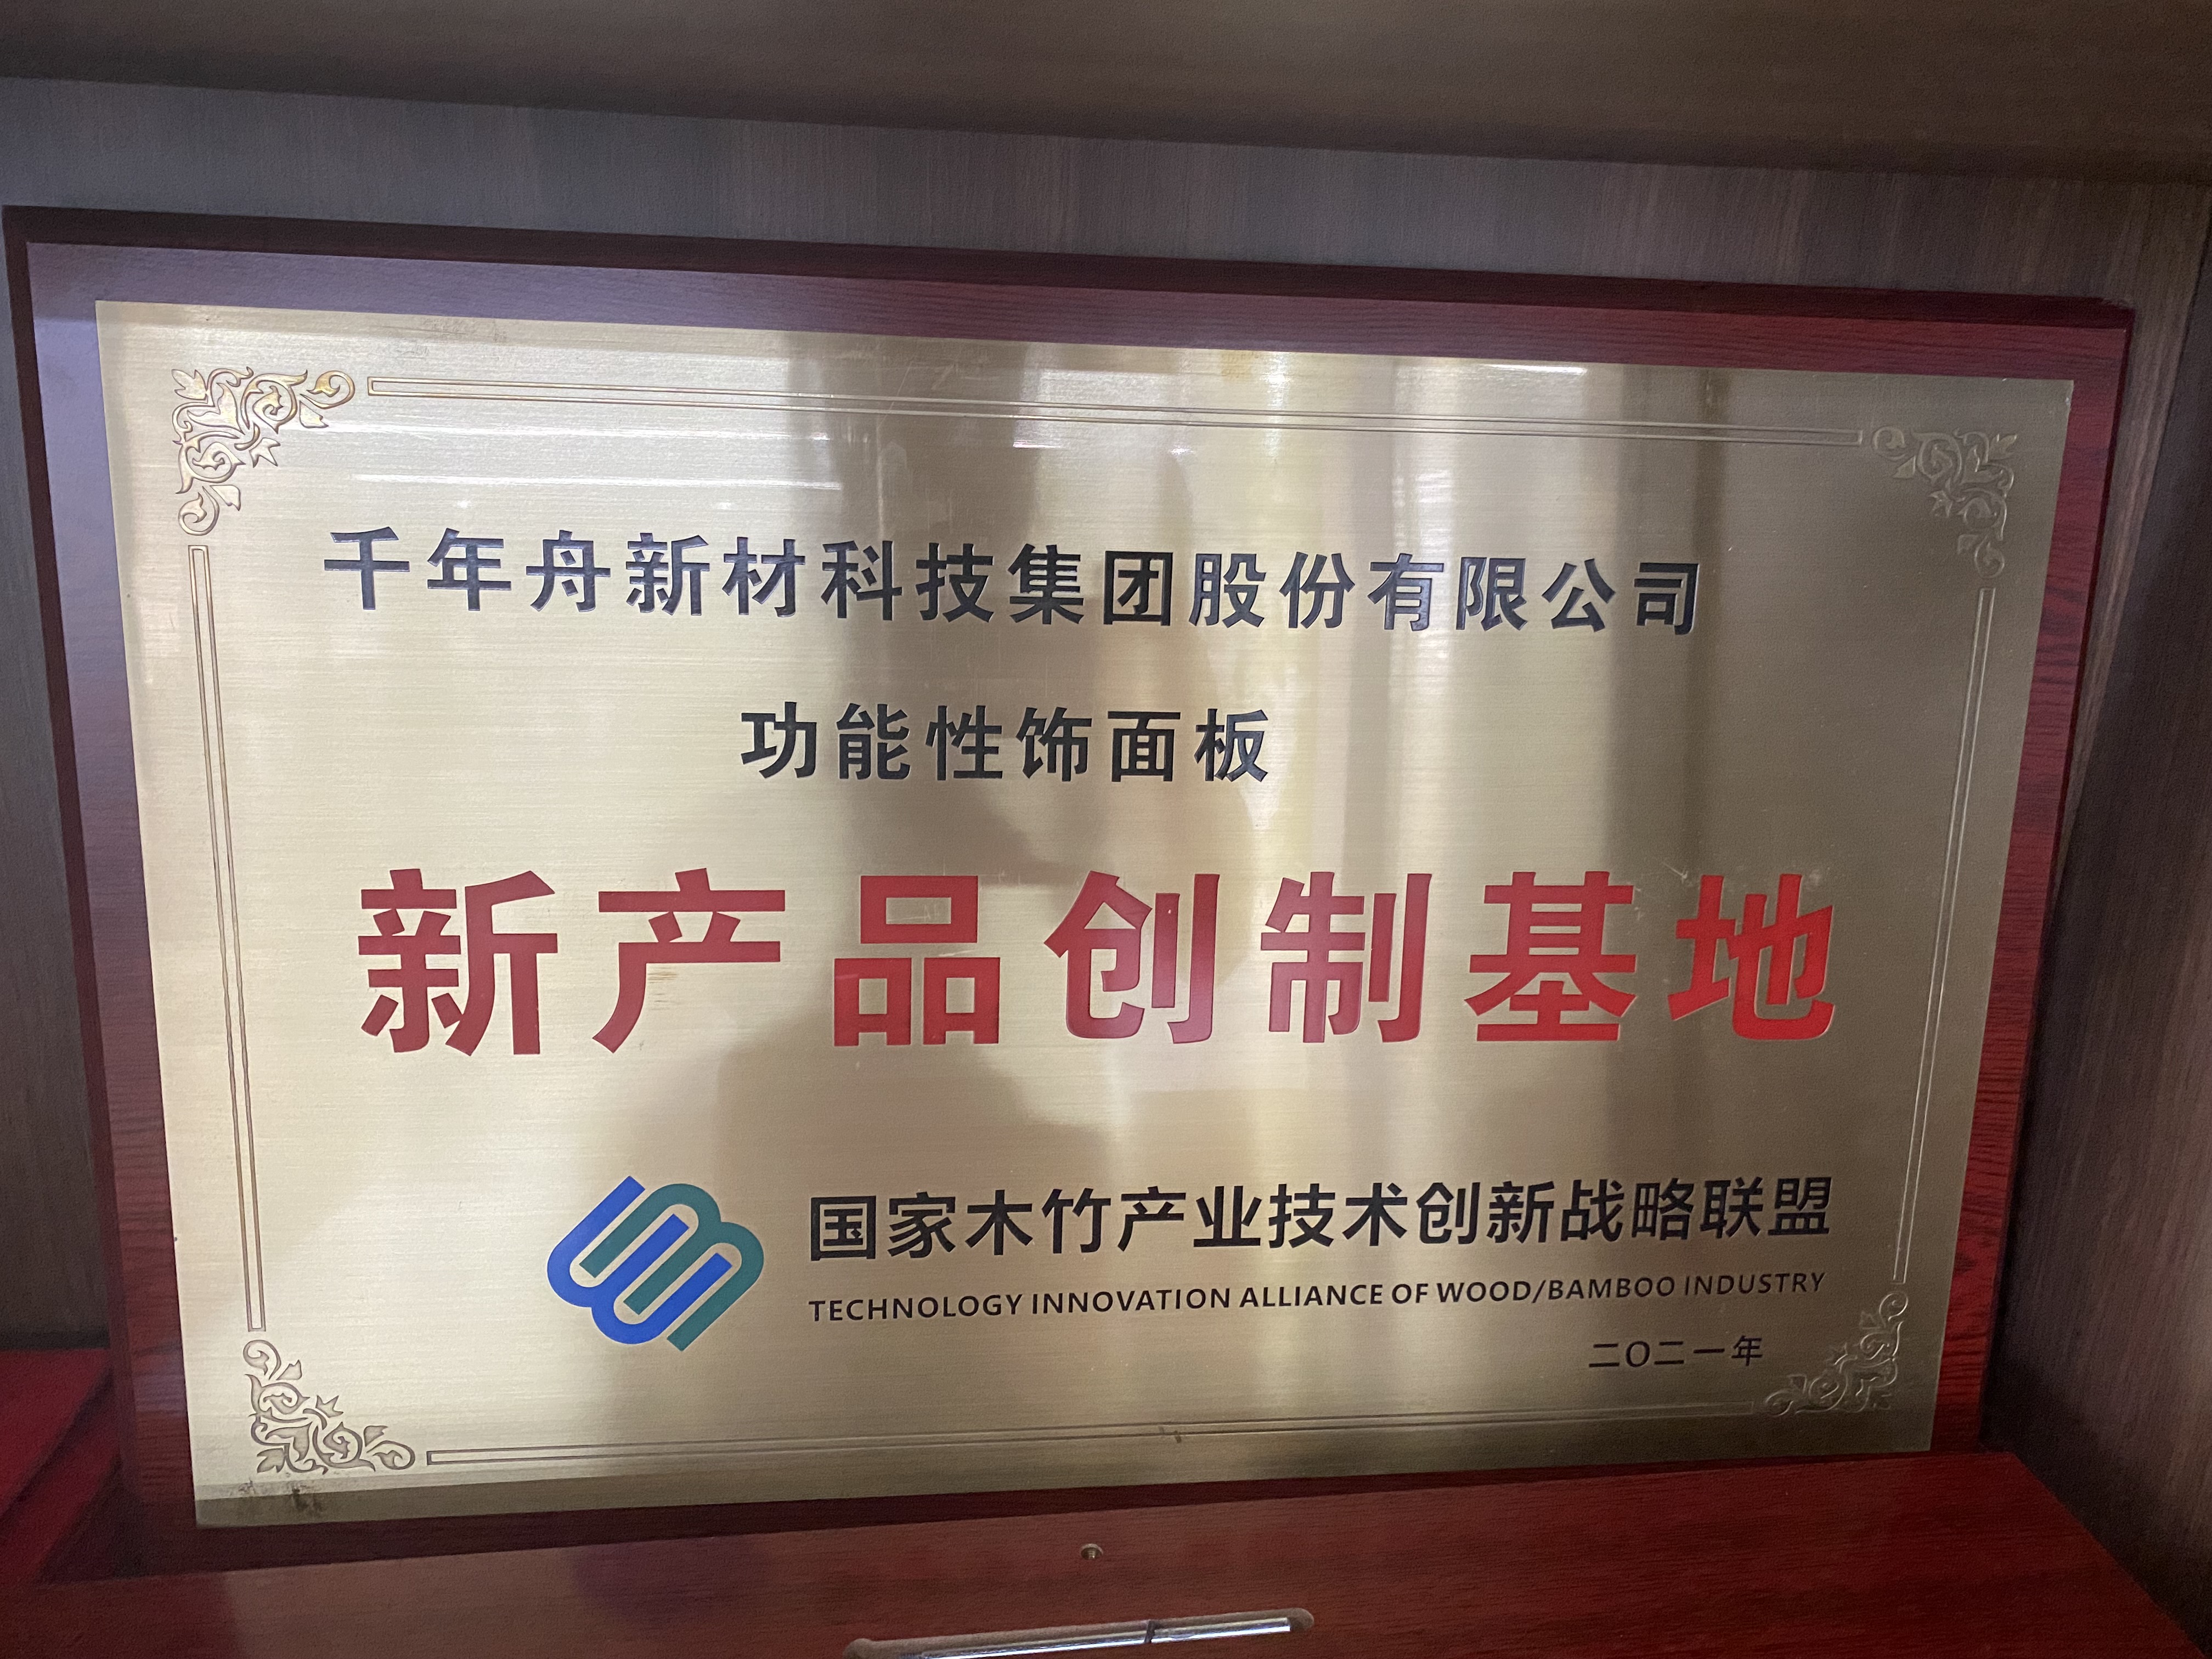 千年舟新材科技集团股份有限公司
功能性饰面板
新产品创制基地
国家木竹产业技术创新战略联盟
TECHNOLOGY INNOVATION ALLIANCE OF WOOD/BAMBOO INDUSTRY
二〇二一年